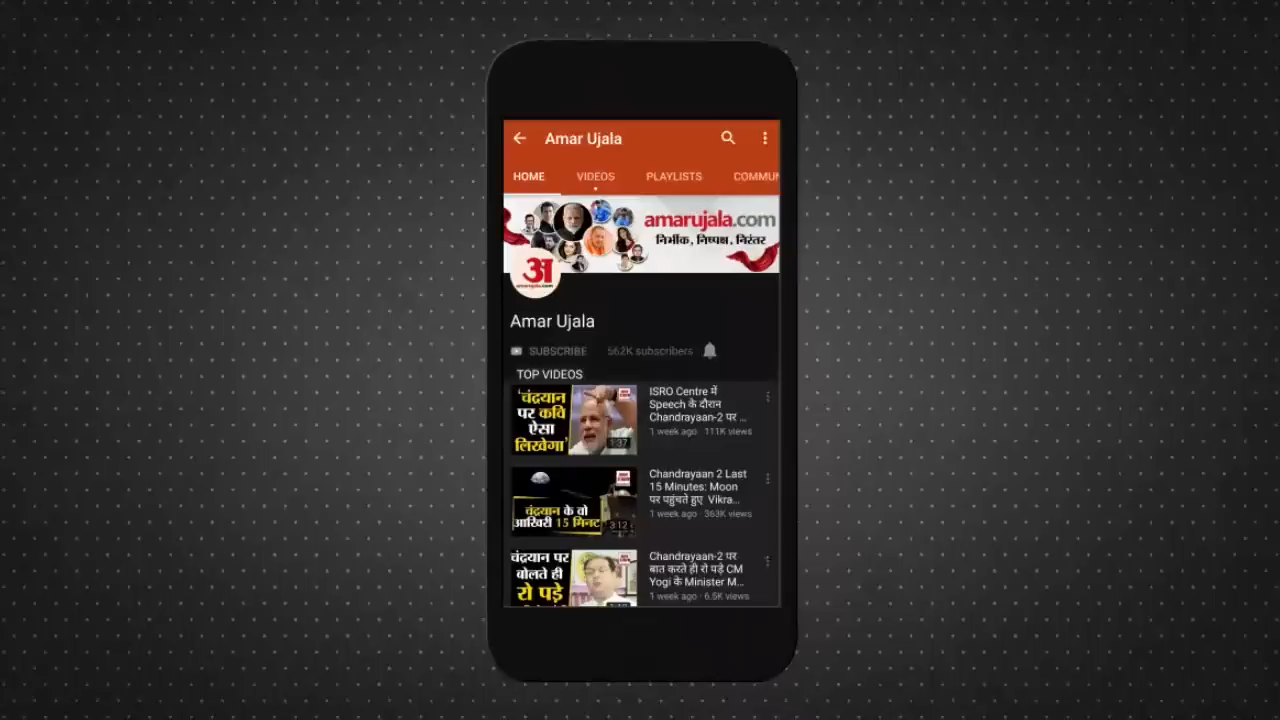 Amar Ujala
HOME VIDEOS PLAYLISTS COMMUN
amarujala.com
निर्भीक, निष्पक्ष, निरंतर
अ
amarujala.com
Amar Ujala
SUBSCRIBE 562K subscribers
TOP VIDEOS
'चंद्रयान
पर कवि
ऐसा
लिखेगा'
1:37
ISRO Centre में
Speech के दौरान
Chandrayaan-2 पर ...
1 week ago · 111K views
चंद्रयान के वो
आखिरी 15 मिनट
3:12
Chandrayaan 2 Last
15 Minutes: Moon
पर पहुंचते हुए Vikra...
1 week ago · 363K views
चंद्रयान पर
बोलते ही
रो पड़े
Chandrayaan-2 पर
बात करते ही रो पड़े CM
Yogi के Minister M...
1 week ago · 6.5K views